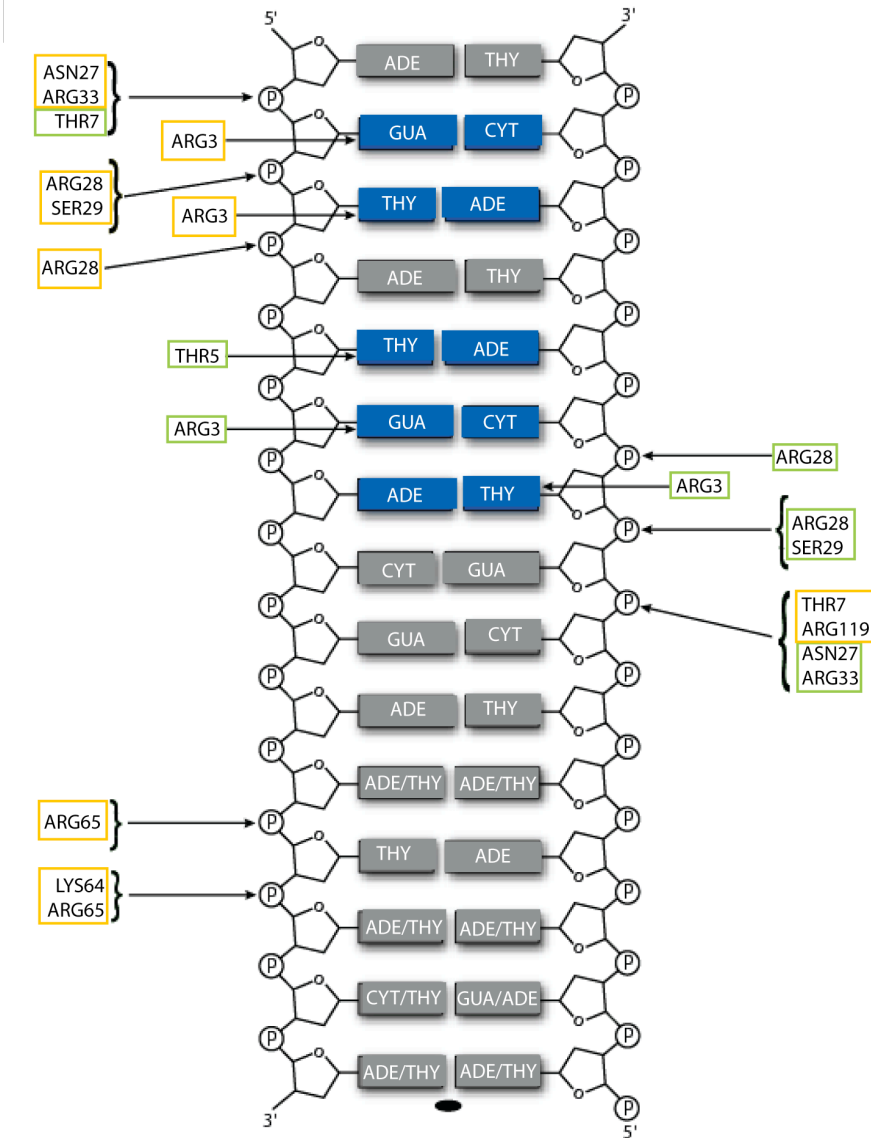 5' 3'
ADE THY
ASN27
ARG33
THR7
P P
ARG3 GUA CYT
P P
ARG28
SER29
ARG3 THY ADE
P P
ARG28
ADE THY
P P
THR5 THY ADE
P P
ARG3 GUA CYT
P P ARG28
ADE THY ARG3
P P ARG28
SER29
CYT GUA
P P THR7
ARG119
ASN27
ARG33
GUA CYT
P P
ADE THY
P P
ADE/THY ADE/THY
ARG65 P P
THY ADE
LYS64
ARG65
P P
ADE/THY ADE/THY
P P
CYT/THY GUA/ADE
P P
ADE/THY ADE/THY
P
3' 5'